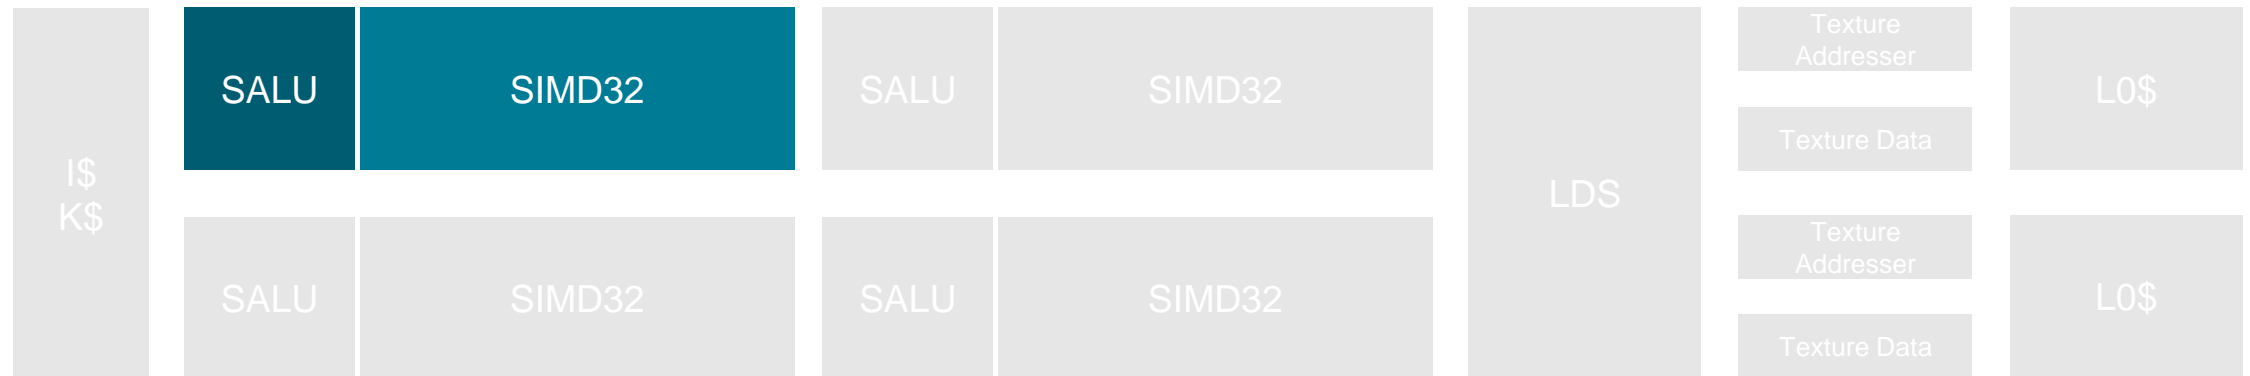 I$
K$
SALU
SIMD32
SALU
SIMD32
SALU
SIMD32
SALU
SIMD32
LDS
Texture
Addresser
Texture Data
Texture
Addresser
Texture Data
L0$
L0$